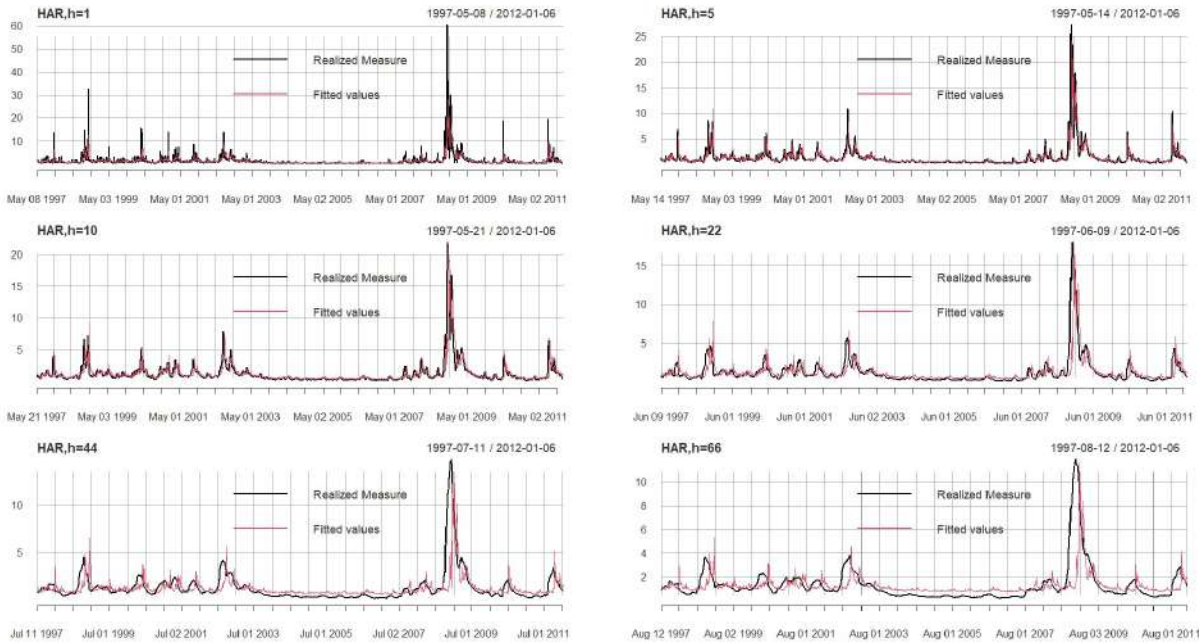 HAR,h=1 1997-05-08 / 2012-01-06
60
50
40
30
20
10
Realized Measure
Fitted values
May 08 1997 May 03 1999 May 01 2001 May 01 2003 May 02 2005 May 01 2007 May 01 2009 May 02 2011
HAR,h=5 1997-05-14 / 2012-01-06
25
20
15
10
5
Realized Measure
Fitted values
May 14 1997 May 03 1999 May 01 2001 May 01 2003 May 02 2005 May 01 2007 May 01 2009 May 02 2011
HAR,h=10 1997-05-21 / 2012-01-06
20
15
10
5
Realized Measure
Fitted values
May 21 1997 May 03 1999 May 01 2001 May 01 2003 May 02 2005 May 01 2007 May 01 2009 May 02 2011
HAR,h=22 1997-06-09 / 2012-01-06
15
10
5
Realized Measure
Fitted values
Jun 09 1997 Jun 01 1999 Jun 01 2001 Jun 02 2003 Jun 01 2005 Jun 01 2007 Jun 01 2009 Jun 01 2011
HAR,h=44 1997-07-11 / 2012-01-06
10
5
Realized Measure
Fitted values
Jul 11 1997 Jul 01 1999 Jul 02 2001 Jul 01 2003 Jul 01 2005 Jul 02 2007 Jul 01 2009 Jul 01 2011
HAR,h=66 1997-08-12 / 2012-01-06
10
8
6
4
2
Realized Measure
Fitted values
Aug 12 1997 Aug 02 1999 Aug 01 2001 Aug 01 2003 Aug 01 2005 Aug 01 2007 Aug 03 2009 Aug 01 2011